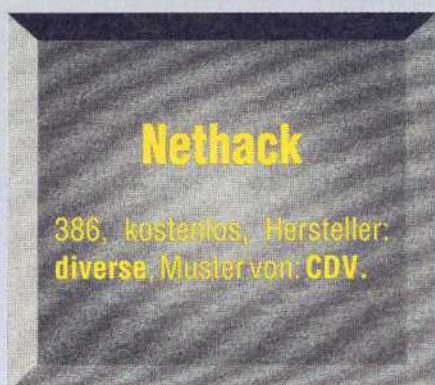 Nethack
386, kostenlos, Hersteller:
diverse, Muster von: CDV.